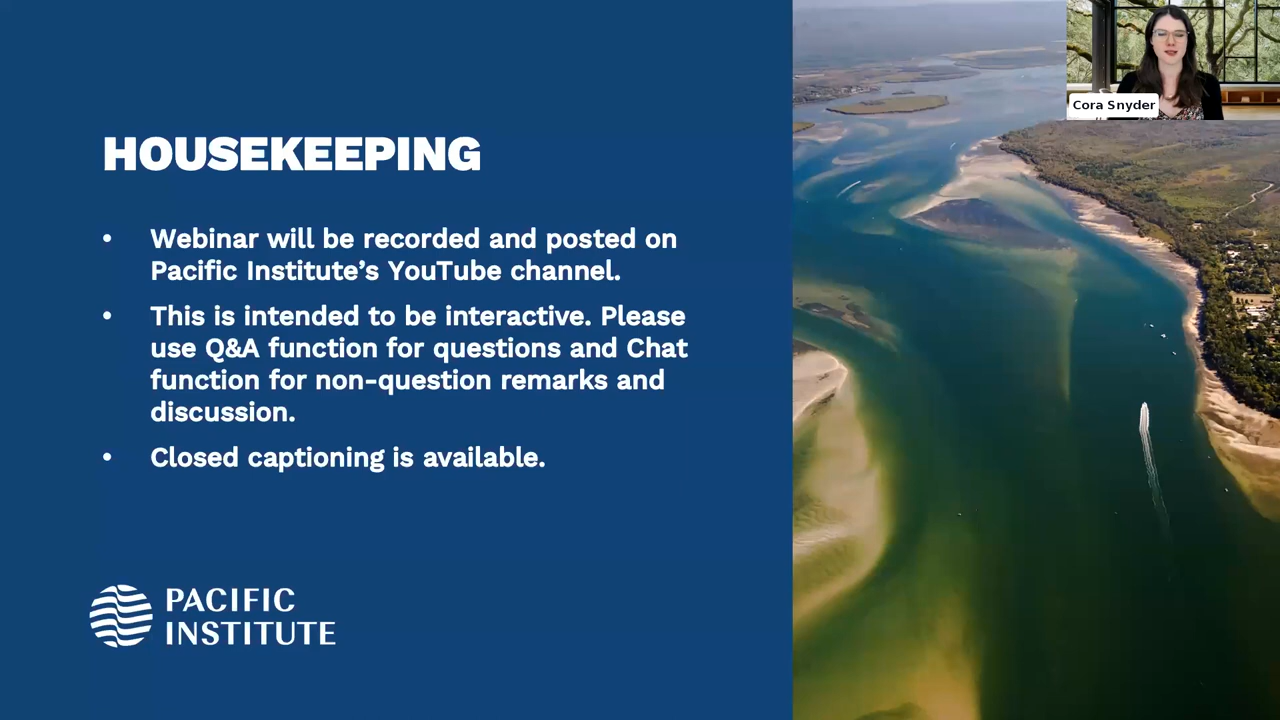 HOUSEKEEPING
• Webinar will be recorded and posted on
Pacific Institute’s YouTube channel.
• This is intended to be interactive. Please
use Q&A function for questions and Chat
function for non-question remarks and
discussion.
• Closed captioning is available.
PACIFIC
INSTITUTE
Cora Snyder